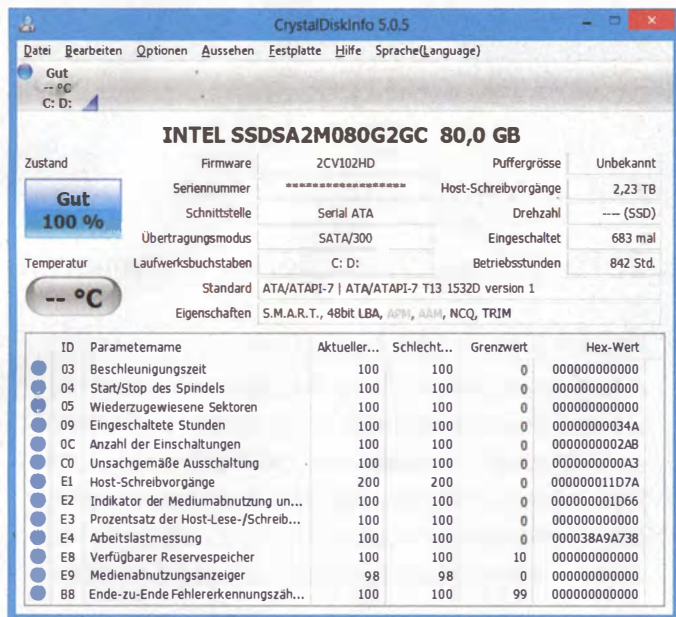 CrystalDiskInfo 5.0.5
Datei Bearbeiten Optionen Aussehen Festplatte Hilfe Sprache(Language)
Gut
-- °C
C: D:
INTEL SSDSA2M080G2GC 80,0 GB
Zustand
Gut
100 %
Temperatur
-- °C
Firmware 2CV102HD
Seriennummer ******************
Schnittstelle Serial ATA
Übertragungsmodus SATA/300
Laufwerksbuchstaben C: D:
Puffergrösse Unbekannt
Host-Schreibvorgänge 2,23 TB
Drehzahl ---- (SSD)
Eingeschaltet 683 mal
Betriebsstunden 842 Std.
Standard ATA/ATAPI-7 | ATA/ATAPI-7 T13 1532D version 1
Eigenschaften S.M.A.R.T., 48bit LBA, APM, AAM, NCQ, TRIM
ID Parametername Aktueller... Schlecht... Grenzwert Hex-Wert
03 Beschleunigungszeit 100 100 0 000000000000
04 Start/Stop des Spindels 100 100 0 000000000000
05 Wiederzugewiesene Sektoren 100 100 0 000000000000
09 Eingeschaltete Stunden 100 100 0 00000000034A
0C Anzahl der Einschaltungen 100 100 0 0000000002AB
C0 Unsachgemäße Ausschaltung 100 100 0 0000000000A3
E1 Host-Schreibvorgänge 200 200 0 000000011D7A
E2 Indikator der Mediumabnutzung un... 100 100 0 000000001D66
E3 Prozentsatz der Host-Lese-/Schreib... 100 100 0 000000000000
E4 Arbeitslastmessung 100 100 0 000038A9A738
E8 Verfügbarer Reservespeicher 100 100 10 000000000000
E9 Medienabnutzungsanzeiger 98 98 0 000000000000
B8 Ende-zu-Ende Fehlererkennungszäh... 100 100 99 000000000000